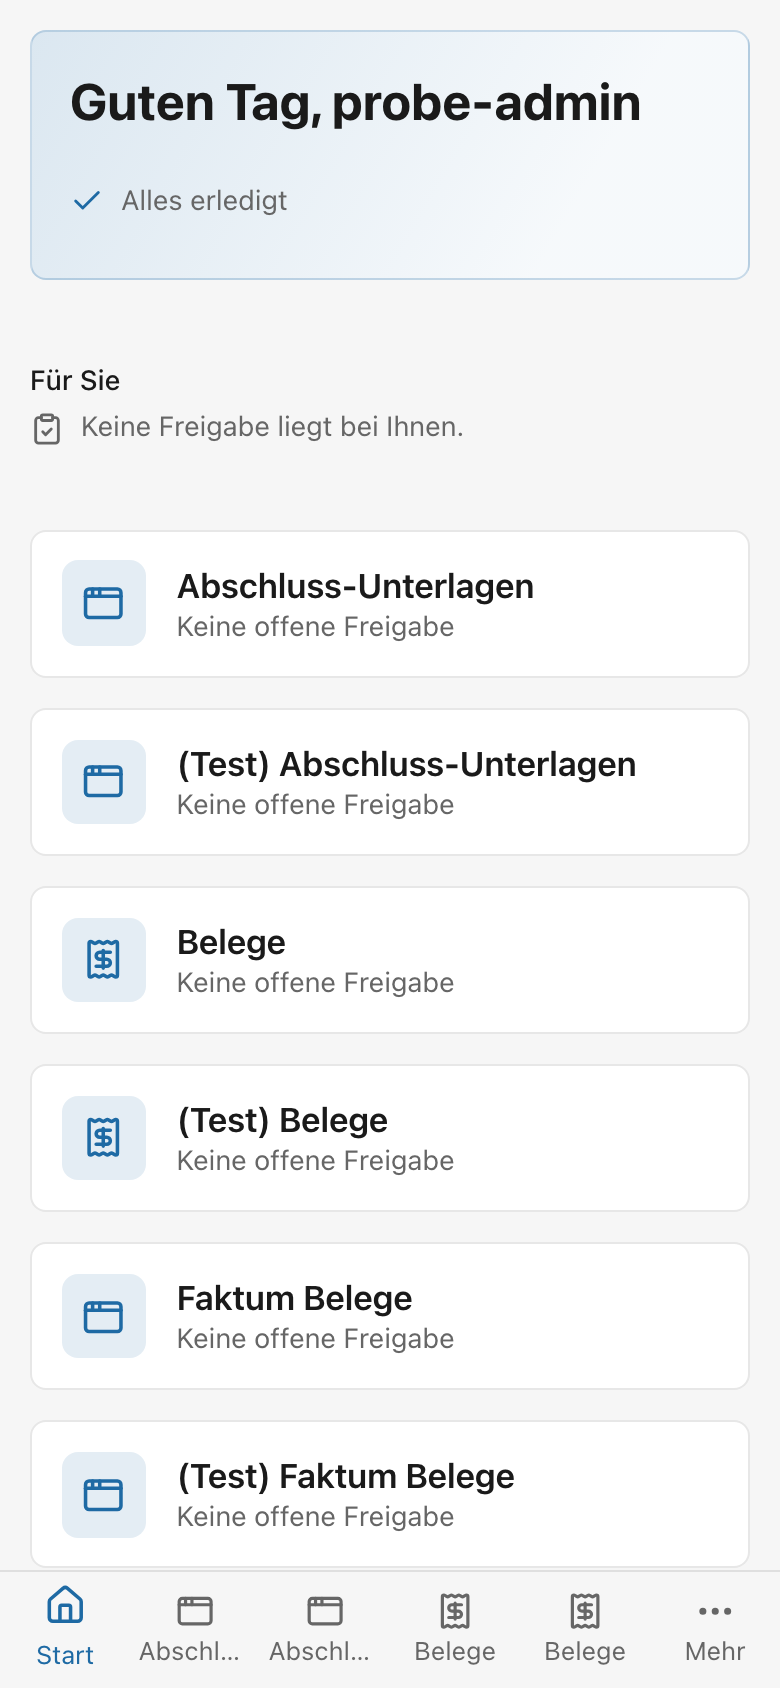 Guten Tag, probe-admin
Alles erledigt
Für Sie
Keine Freigabe liegt bei Ihnen.
Abschluss-Unterlagen
Keine offene Freigabe
(Test) Abschluss-Unterlagen
Keine offene Freigabe
Belege
Keine offene Freigabe
(Test) Belege
Keine offene Freigabe
Faktum Belege
Keine offene Freigabe
(Test) Faktum Belege
Keine offene Freigabe
Start
Abschl...
Abschl...
Belege
Belege
Mehr